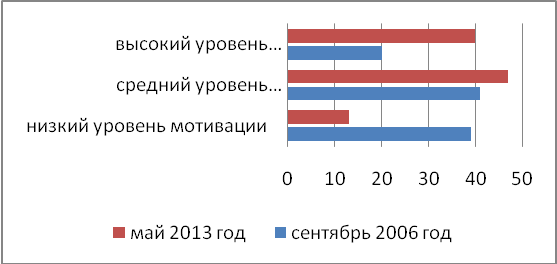 высокий уровень…
средний уровень…
низкий уровень мотивации
0 10 20 30 40 50
май 2013 год сентябрь 2006 год